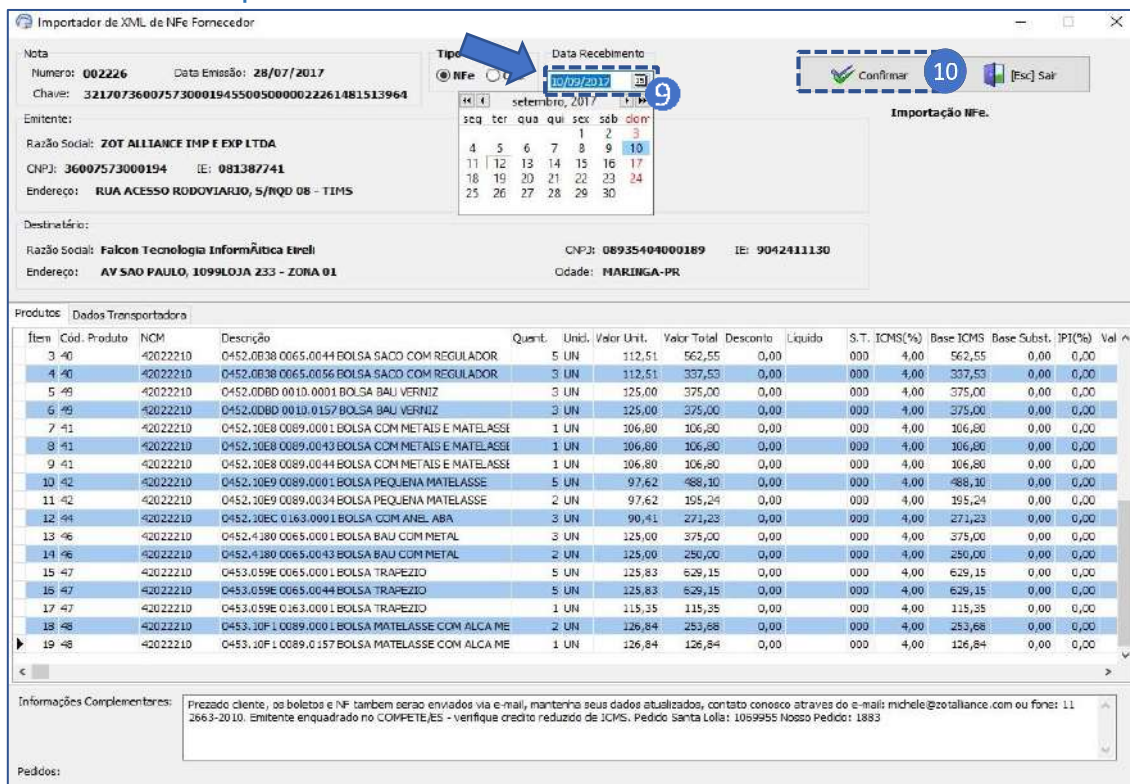 Importador de XML de NFe Fornecedor
Nota
Numero: 002226 Data Emissão: 28/07/2017
Chave: 32170736007573000194550050000022261481513964
Tipo
NFe
Data Recebimento
10/09/2017 15
9
Confirmar
10
[Esc] Sair
Importação NFe.
setembro, 2017
seg ter qua qui sex sáb dom
1 2 3
4 5 6 7 8 9 10
11 12 13 14 15 16 17
18 19 20 21 22 23 24
25 26 27 28 29 30
Emitente:
Razão Social: ZOT ALLIANCE IMP E EXP LTDA
CNPJ: 36007573000194 IE: 081387741
Endereço: RUA ACESSO RODOVIARIO, S/NQD 08 - TIMS
Destinatário:
Razão Social: Falcon Tecnologia InformÃítica Eireli CNPJ: 08935404000189 IE: 9042411130
Endereço: AV SAO PAULO, 1099LOJA 233 - ZONA 01 Cidade: MARINGA-PR
Produtos Dados Transportadora
Ítem Cód. Produto NCM Descrição Quant. Unid. Valor Unit. Valor Total Desconto Líquido S.T. ICMS(%) Base ICMS Base Subst. IPI(%) Val
3 40 42022210 0452.0B38 0065.0044 BOLSA SACO COM REGULADOR 5 UN 112,51 562,55 0,00 000 4,00 562,55 0,00 0,00
4 40 42022210 0452.0B38 0065.0056 BOLSA SACO COM REGULADOR 3 UN 112,51 337,53 0,00 000 4,00 337,53 0,00 0,00
5 49 42022210 0452.0DBD 0010.0001 BOLSA BAU VERNIZ 3 UN 125,00 375,00 0,00 000 4,00 375,00 0,00 0,00
6 49 42022210 0452.0DBD 0010.0157 BOLSA BAU VERNIZ 3 UN 125,00 375,00 0,00 000 4,00 375,00 0,00 0,00
7 41 42022210 0452.10E8 0089.0001 BOLSA COM METAIS E MATELASSE 1 UN 106,80 106,80 0,00 000 4,00 106,80 0,00 0,00
8 41 42022210 0452.10E8 0089.0043 BOLSA COM METAIS E MATELASSE 1 UN 106,80 106,80 0,00 000 4,00 106,80 0,00 0,00
9 41 42022210 0452.10E8 0089.0044 BOLSA COM METAIS E MATELASSE 1 UN 106,80 106,80 0,00 000 4,00 106,80 0,00 0,00
10 42 42022210 0452.10E9 0089.0001 BOLSA PEQUENA MATELASSE 5 UN 97,62 488,10 0,00 000 4,00 488,10 0,00 0,00
11 42 42022210 0452.10E9 0089.0034 BOLSA PEQUENA MATELASSE 2 UN 97,62 195,24 0,00 000 4,00 195,24 0,00 0,00
12 44 42022210 0452.10EC 0163.0001 BOLSA COM ANEL ABA 3 UN 90,41 271,23 0,00 000 4,00 271,23 0,00 0,00
13 46 42022210 0452.4180 0065.0001 BOLSA BAU COM METAL 3 UN 125,00 375,00 0,00 000 4,00 375,00 0,00 0,00
14 46 42022210 0452.4180 0065.0043 BOLSA BAU COM METAL 2 UN 125,00 250,00 0,00 000 4,00 250,00 0,00 0,00
15 47 42022210 0453.059E 0065.0001 BOLSA TRAPEZIO 5 UN 125,83 629,15 0,00 000 4,00 629,15 0,00 0,00
16 47 42022210 0453.059E 0065.0044 BOLSA TRAPEZIO 5 UN 125,83 629,15 0,00 000 4,00 629,15 0,00 0,00
17 47 42022210 0453.059E 0163.0001 BOLSA TRAPEZIO 1 UN 115,35 115,35 0,00 000 4,00 115,35 0,00 0,00
18 48 42022210 0453.10F1 0089.0001 BOLSA MATELASSE COM ALCA ME 2 UN 126,84 253,68 0,00 000 4,00 253,68 0,00 0,00
19 48 42022210 0453.10F1 0089.0157 BOLSA MATELASSE COM ALCA ME 1 UN 126,84 126,84 0,00 000 4,00 126,84 0,00 0,00
Informações Complementares:
Prezado cliente, os boletos e NF tambem serao enviados via e-mail, mantenha seus dados atualizados, contato conosco atraves do e-mail: michele@zotalliance.com ou fone: 11
2663-2010. Emitente enquadrado no COMPETE/ES - verifique credito reduzido de ICMS. Pedido Santa Lolla: 1069955 Nosso Pedido: 1883
Pedidos: